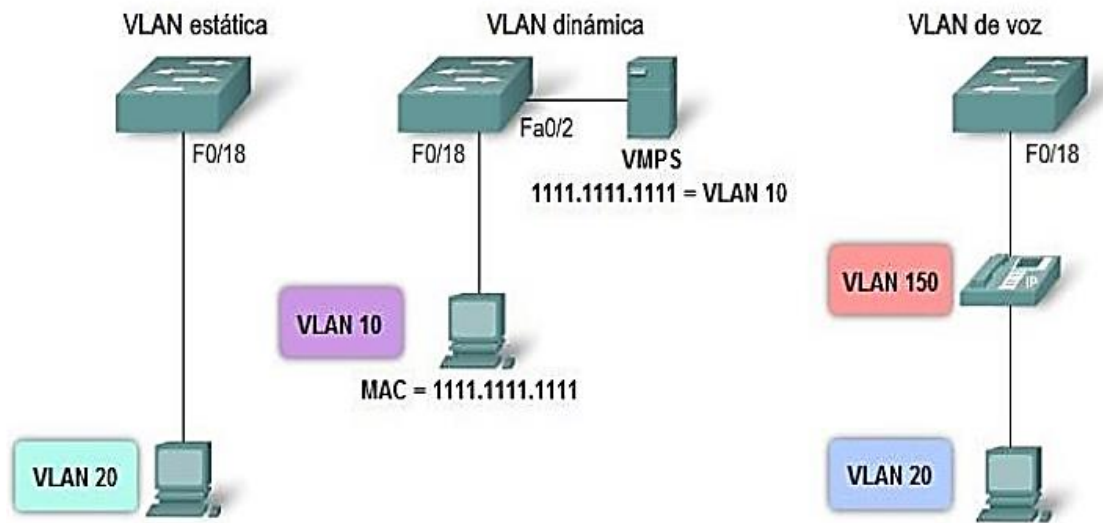 VLAN estática
F0/18
VLAN 20
VLAN dinámica
Fa0/2
F0/18
VMPS
1111.1111.1111 = VLAN 10
VLAN 10
MAC = 1111.1111.1111
VLAN de voz
F0/18
VLAN 150
IP
VLAN 20